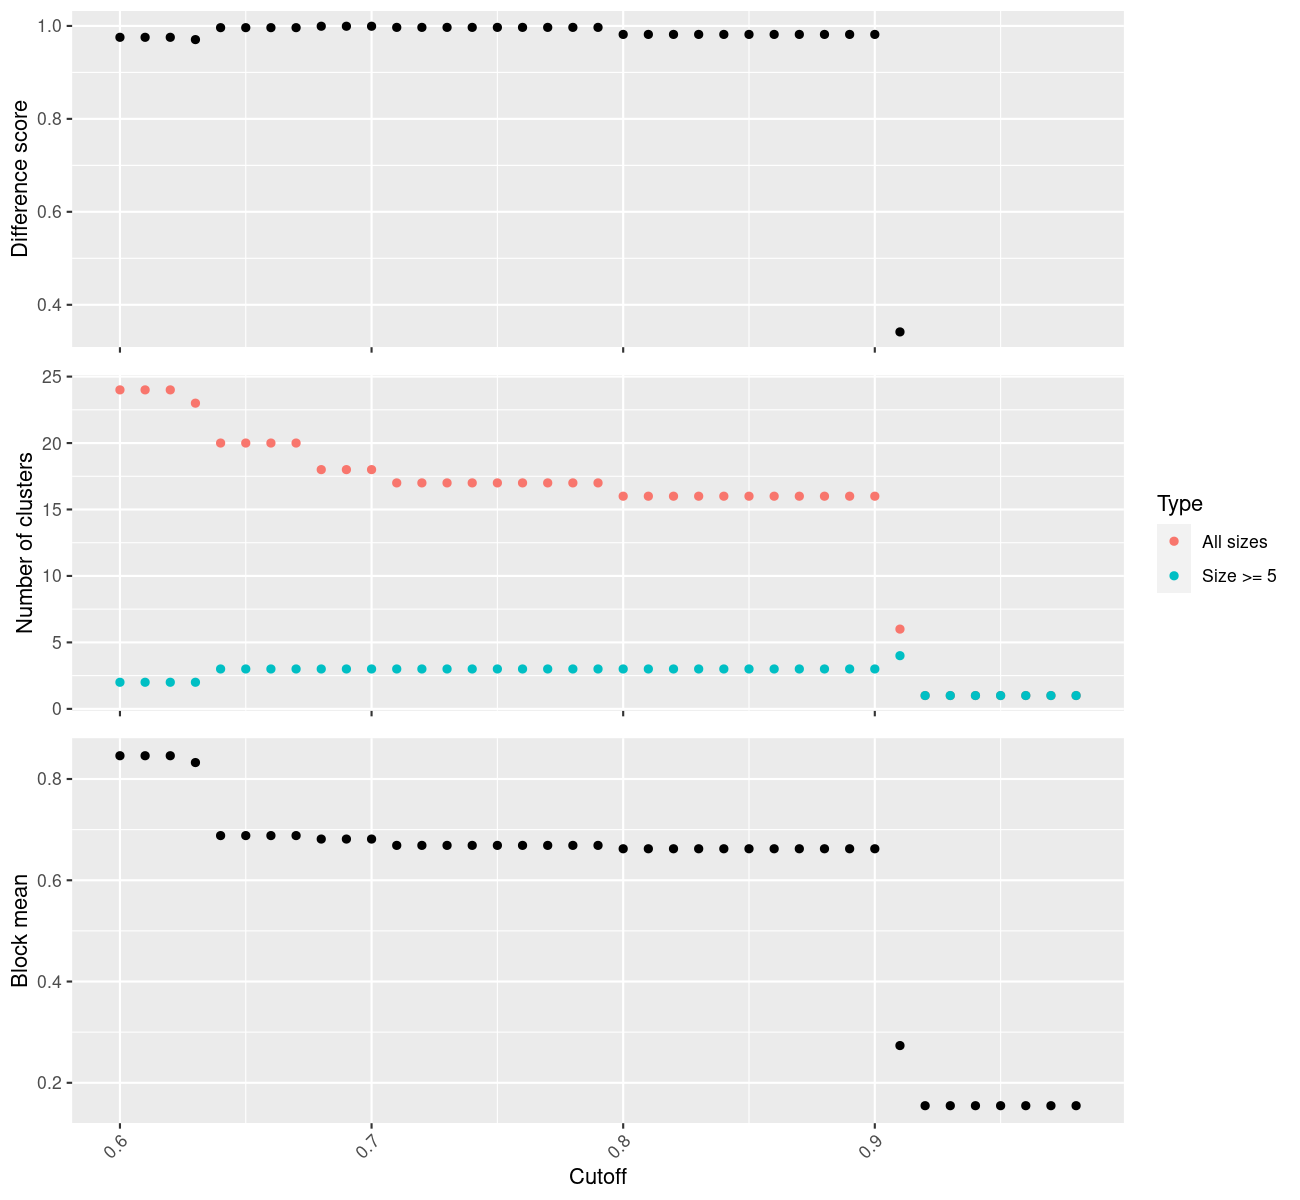 Difference score
1.0
0.8
0.6
0.4
Number of clusters
25
20
15
10
5
0
Type
All sizes
Size >= 5
Block mean
0.8
0.6
0.4
0.2
0.6
0.7
0.8
0.9
Cutoff